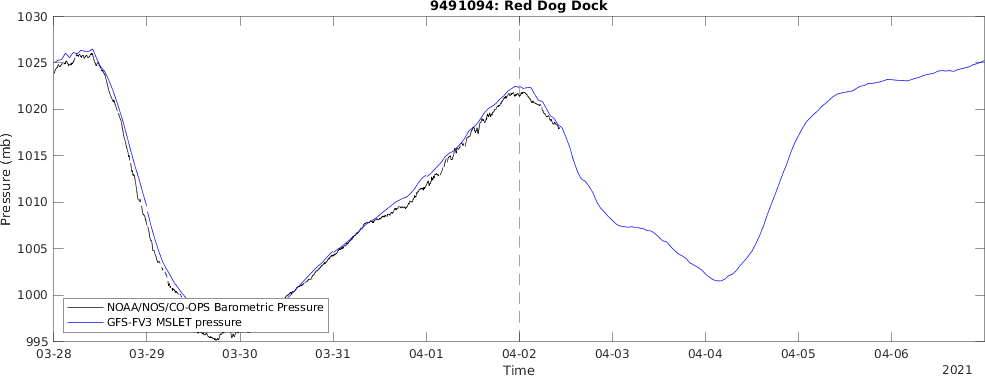 9491094: Red Dog Dock
1030
1025
1020
1015
1010
1005
1000
995
Pressure (mb)
NOAA/NOS/CO-OPS Barometric Pressure
GFS-FV3 MSLET pressure
03-28 03-29 03-30 03-31 04-01 04-02 04-03 04-04 04-05 04-06
Time
2021